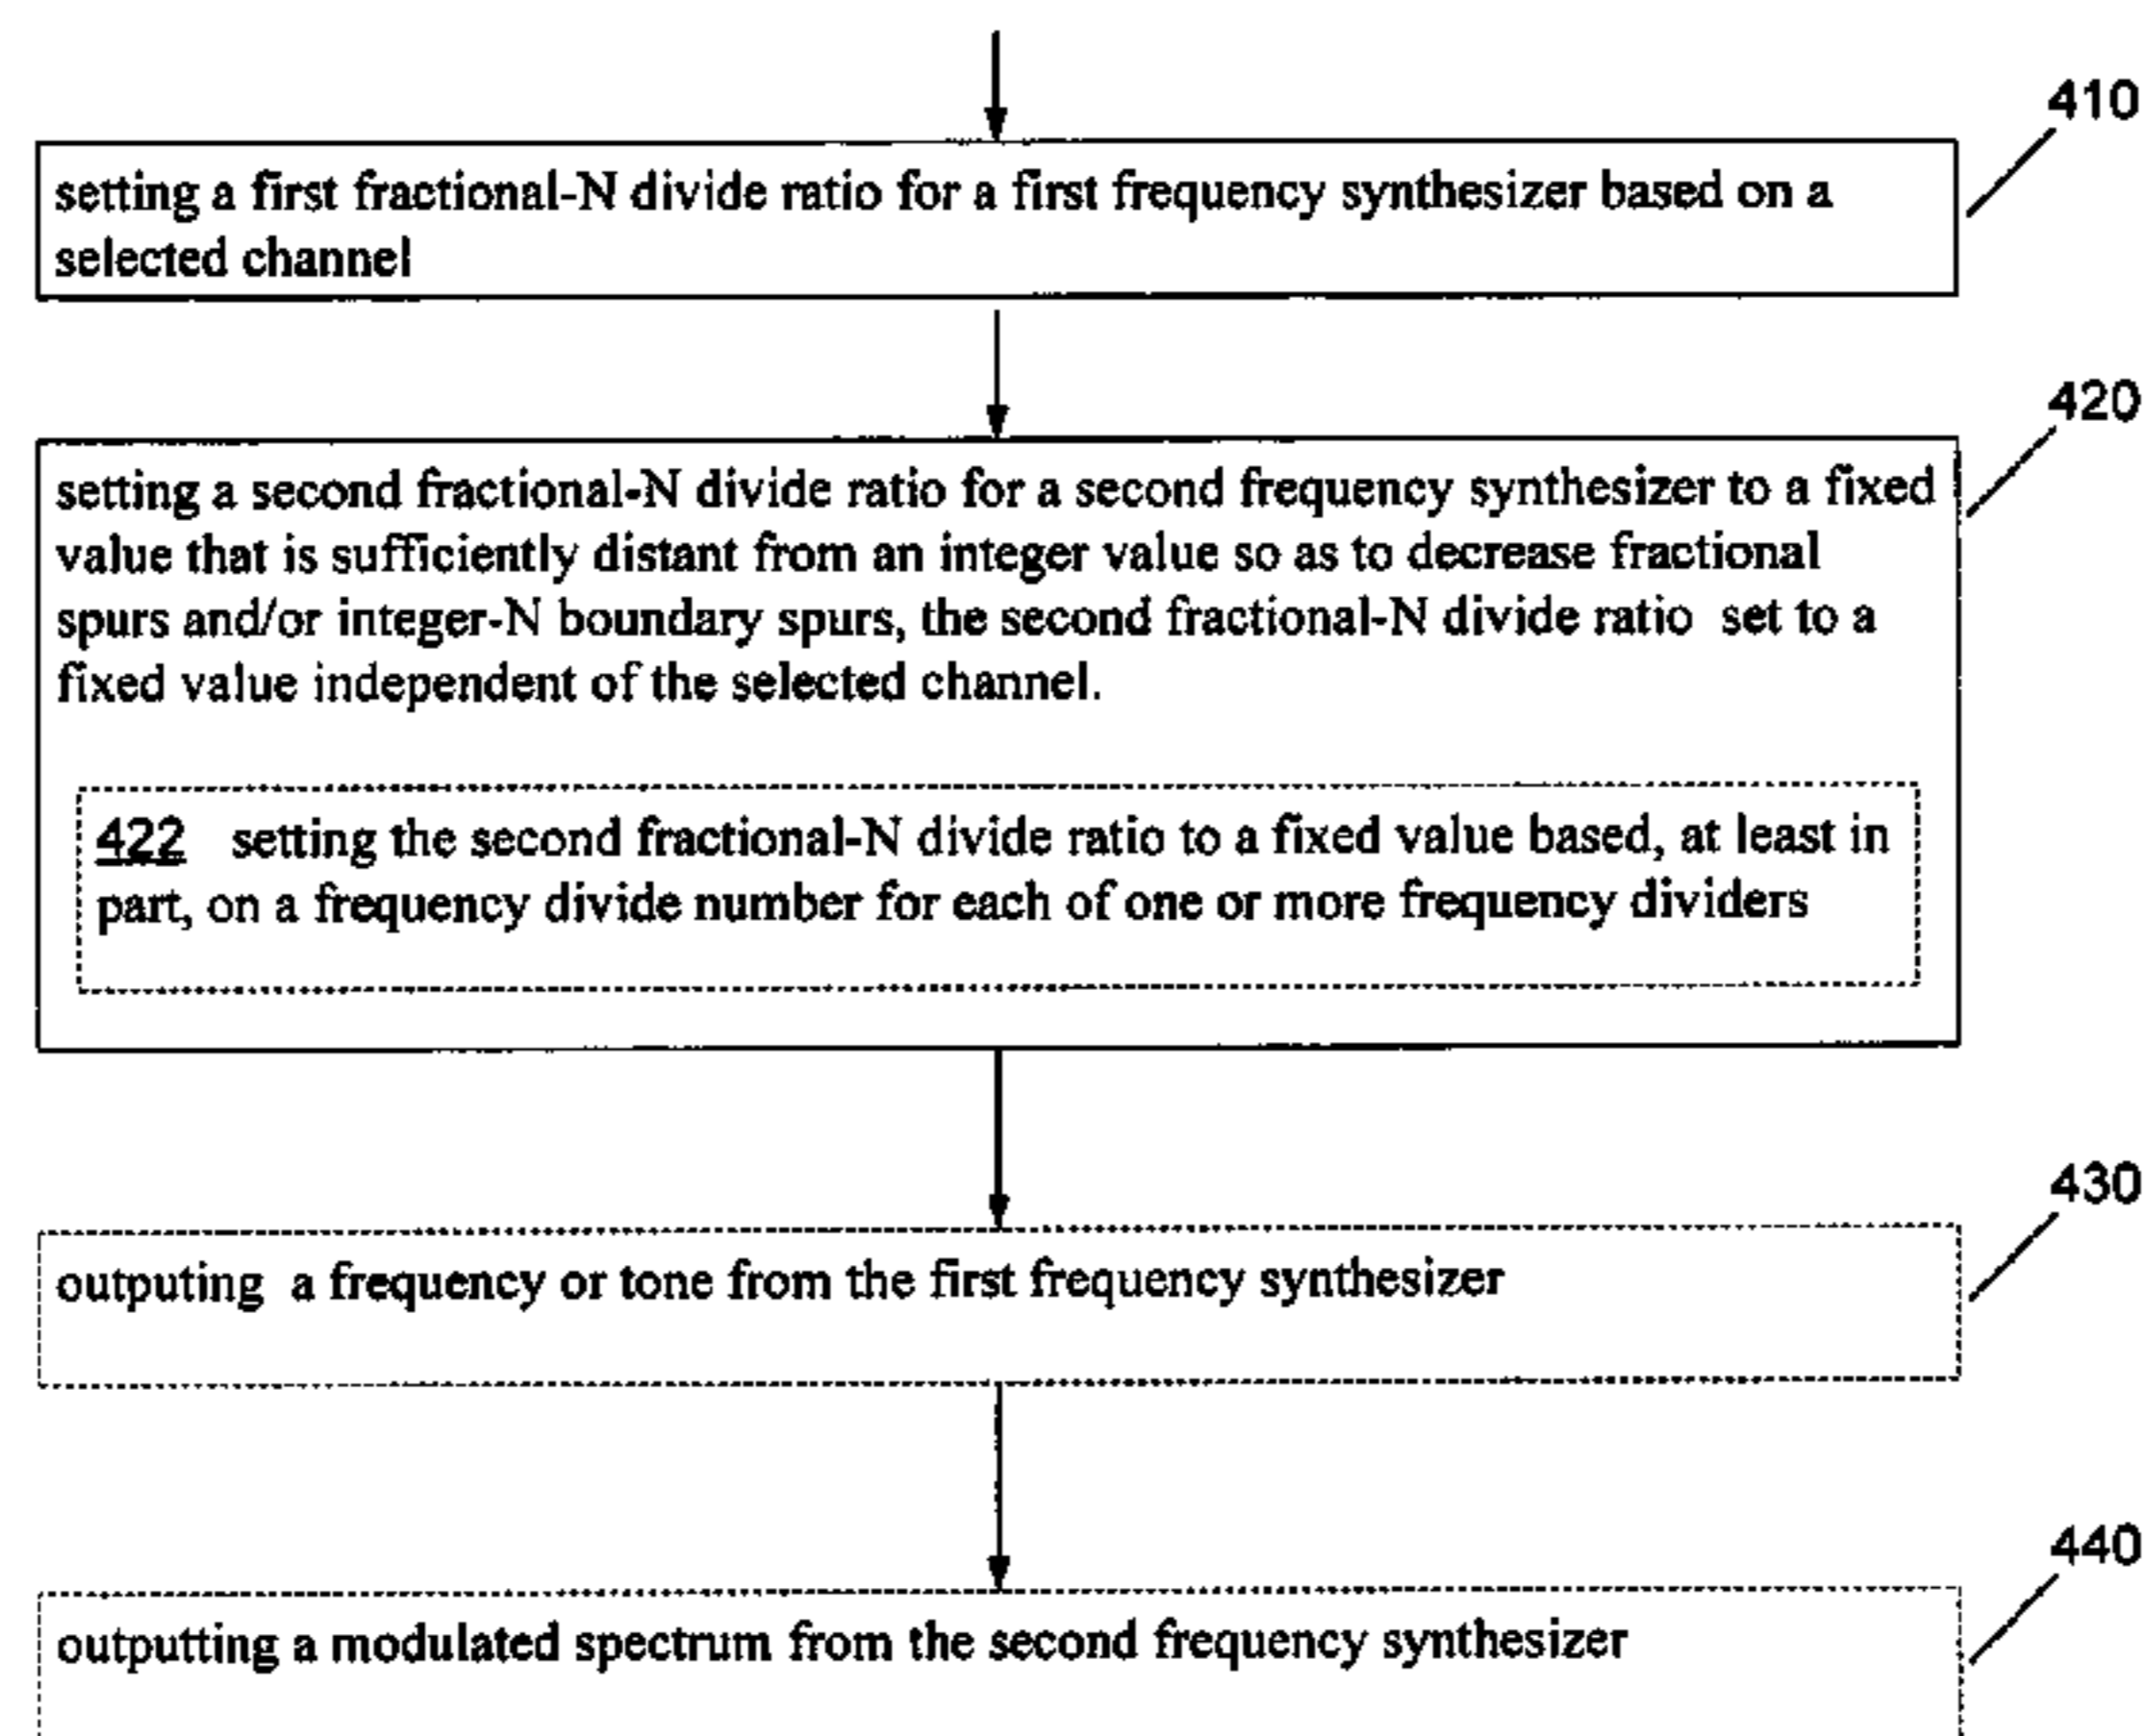 410
setting a first fractional-N divide ratio for a first frequency synthesizer based on a
selected channel
420
setting a second fractional-N divide ratio for a second frequency synthesizer to a fixed
value that is sufficiently distant from an integer value so as to decrease fractional
spurs and/or integer-N boundary spurs, the second fractional-N divide ratio set to a
fixed value independent of the selected channel.
422 setting the second fractional-N divide ratio to a fixed value based, at least in
part, on a frequency divide number for each of one or more frequency dividers
430
outputing a frequency or tone from the first frequency synthesizer
440
outputting a modulated spectrum from the second frequency synthesizer